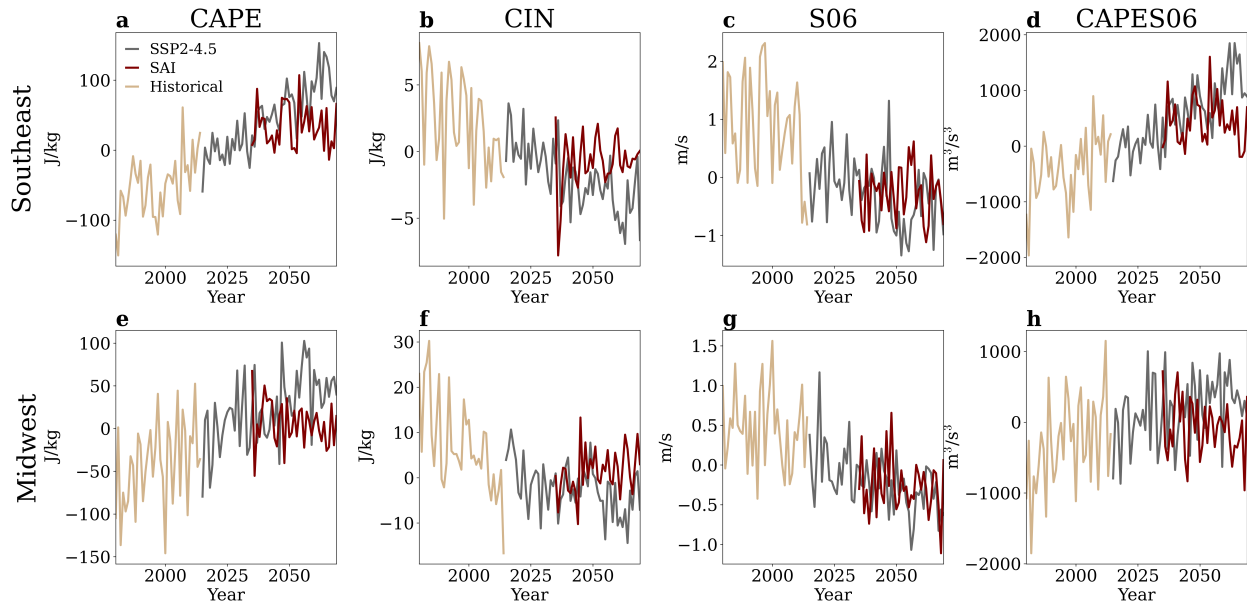 a CAPE
b CIN
c S06
d CAPES06
Southeast
J/kg
100
0
−100
SSP2-4.5
SAI
Historical
2000 2025 2050
Year
J/kg
5
0
−5
2000 2025 2050
Year
m/s
2
1
0
−1
2000 2025 2050
Year
m³/s³
2000
1000
0
−1000
−2000
2000 2025 2050
Year
e
f
g
h
Midwest
J/kg
100
50
0
−50
−100
−150
2000 2025 2050
Year
J/kg
30
20
10
0
−10
2000 2025 2050
Year
m/s
1.5
1.0
0.5
0.0
−0.5
−1.0
2000 2025 2050
Year
m³/s³
1000
0
−1000
−2000
2000 2025 2050
Year